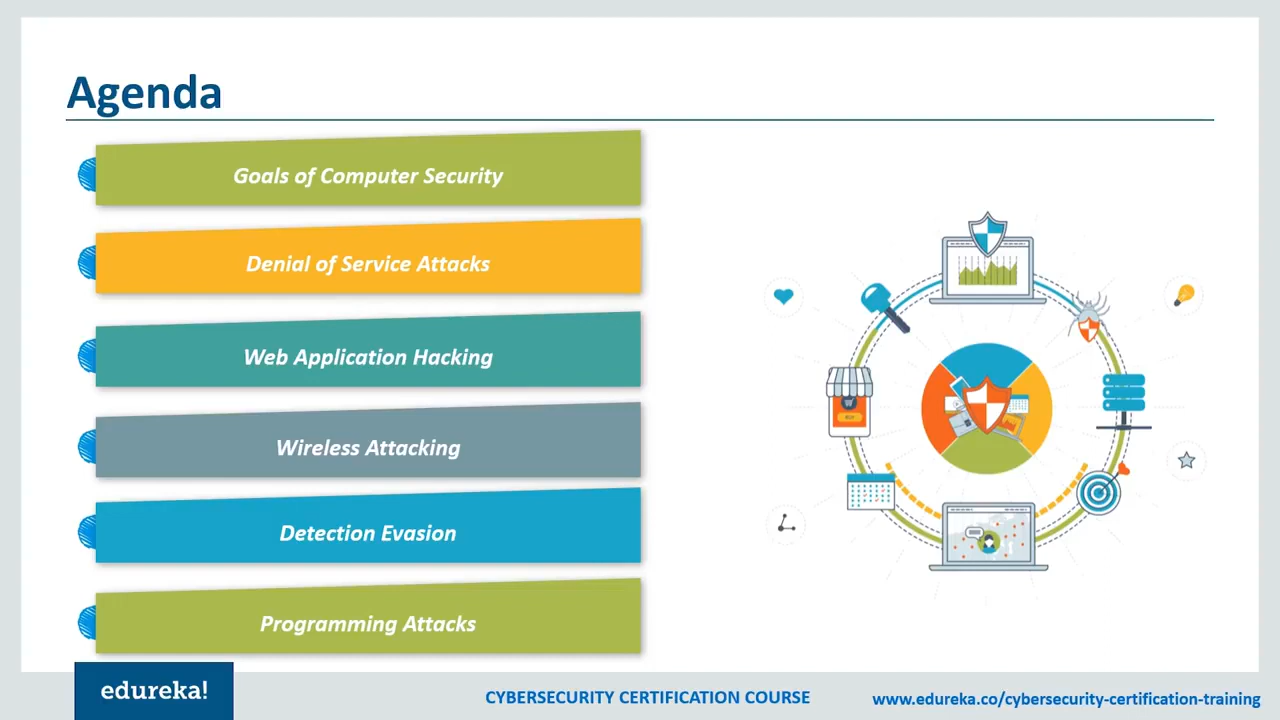 Agenda
Goals of Computer Security
Denial of Service Attacks
Web Application Hacking
Wireless Attacking
Detection Evasion
Programming Attacks
edureka!
CYBERSECURITY CERTIFICATION COURSE
www.edureka.co/cybersecurity-certification-training